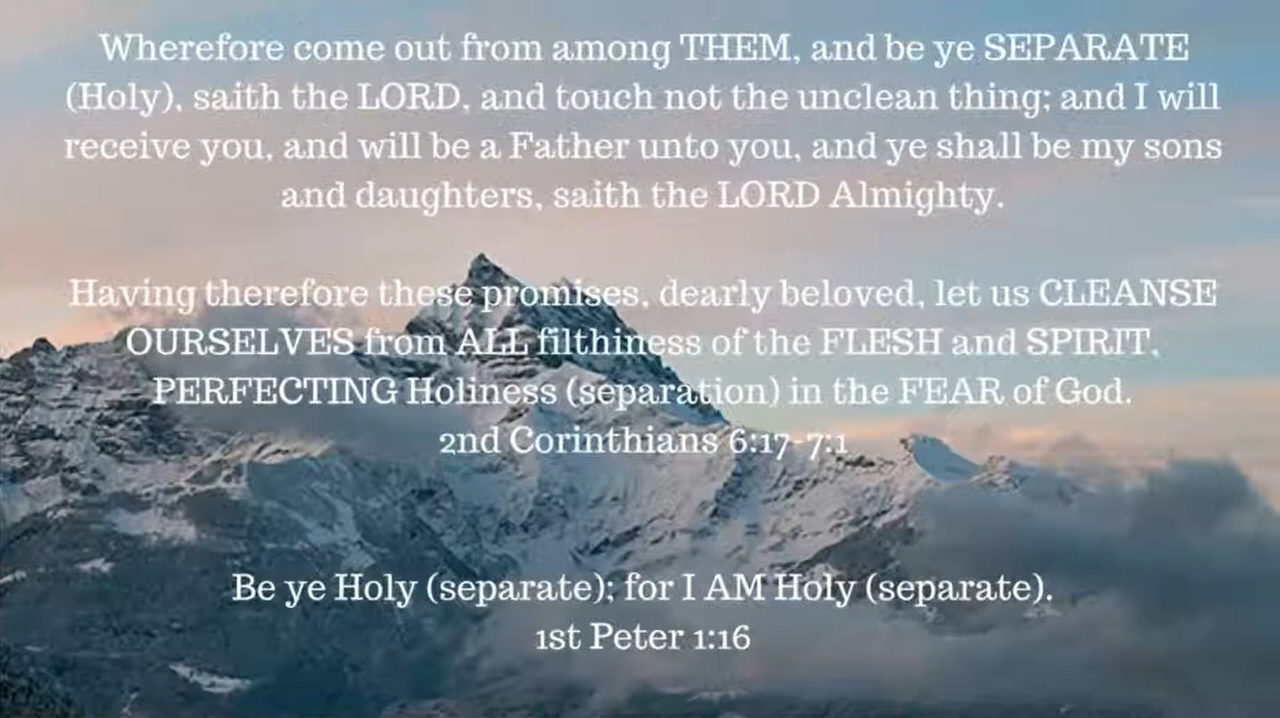 Wherefore come out from among THEM, and be ye SEPARATE
(Holy), saith the LORD, and touch not the unclean thing; and I will
receive you, and will be a Father unto you, and ye shall be my sons
and daughters, saith the LORD Almighty.
Having therefore these promises, dearly beloved, let us CLEANSE
OURSELVES from ALL filthiness of the FLESH and SPIRIT,
PERFECTING Holiness (separation) in the FEAR of God.
2nd Corinthians 6:17-7:1
Be ye Holy (separate); for I AM Holy (separate).
1st Peter 1:16